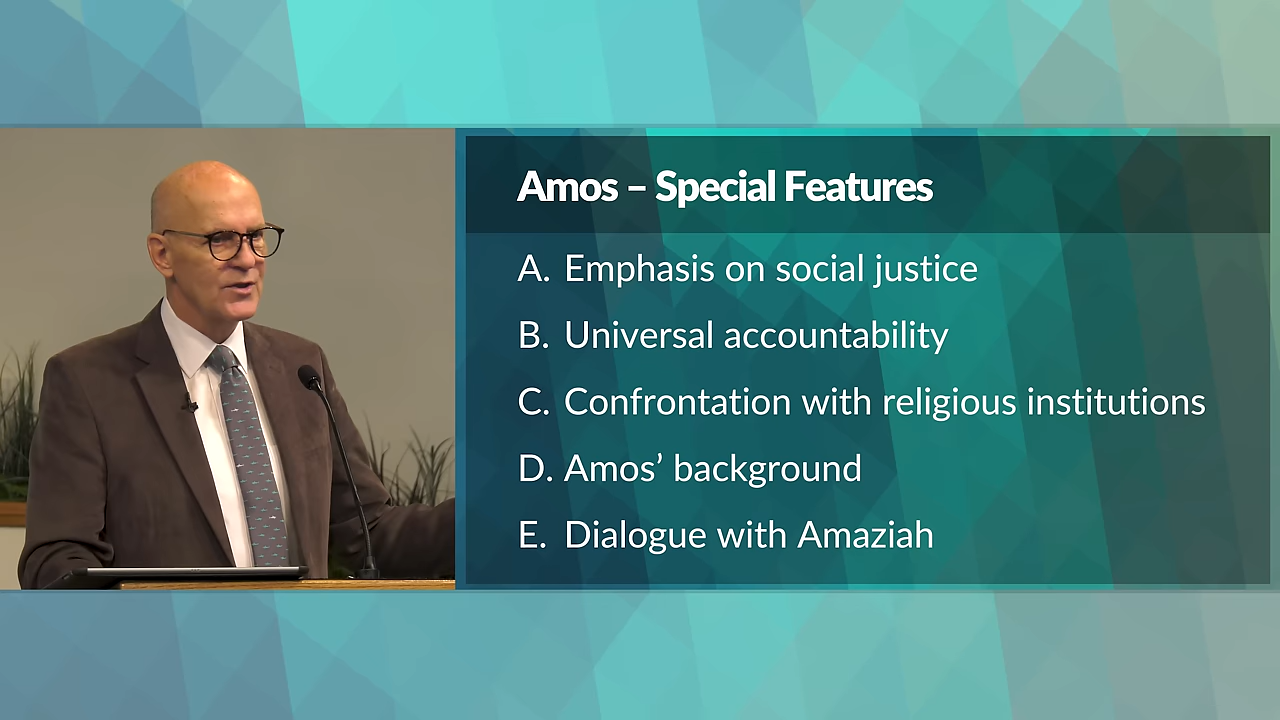 Amos – Special Features
A. Emphasis on social justice
B. Universal accountability
C. Confrontation with religious institutions
D. Amos’ background
E. Dialogue with Amaziah